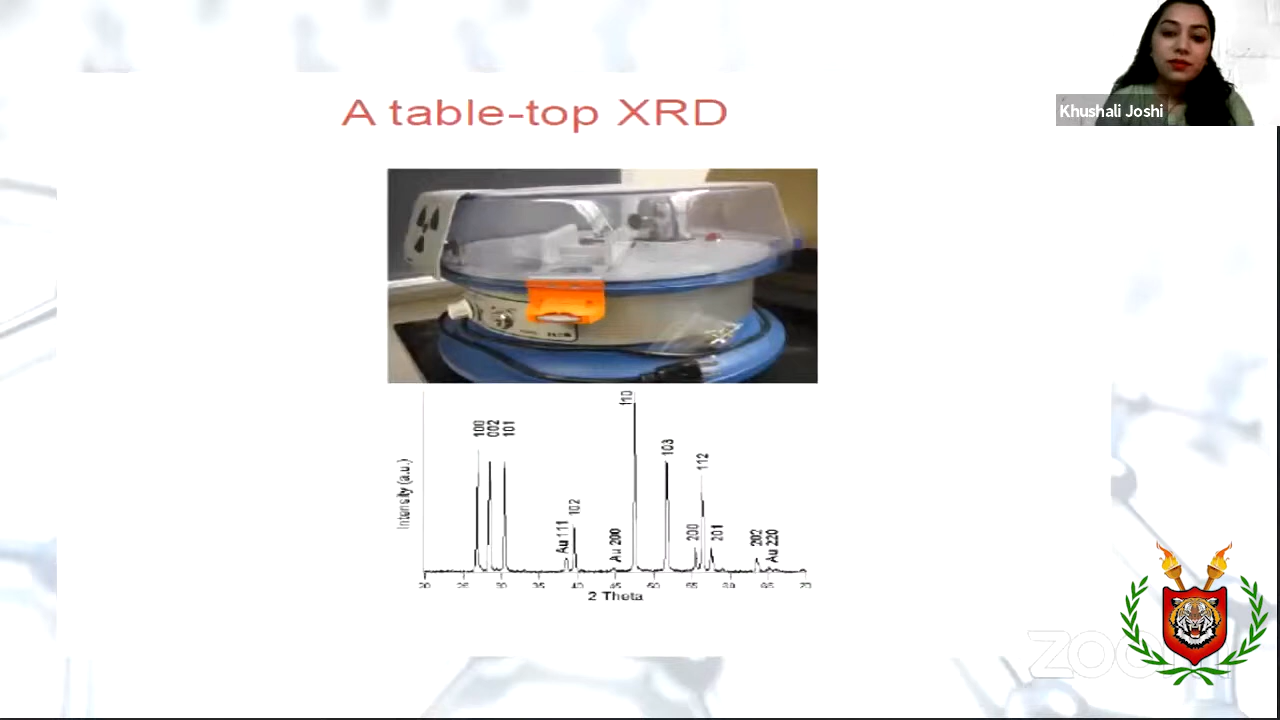 A table-top XRD
Khushali Joshi
110
100
002
101
103
112
102
Au 111
Au 200
200
201
202
Au 220
Intensity (a.u.)
2 Theta
zoom